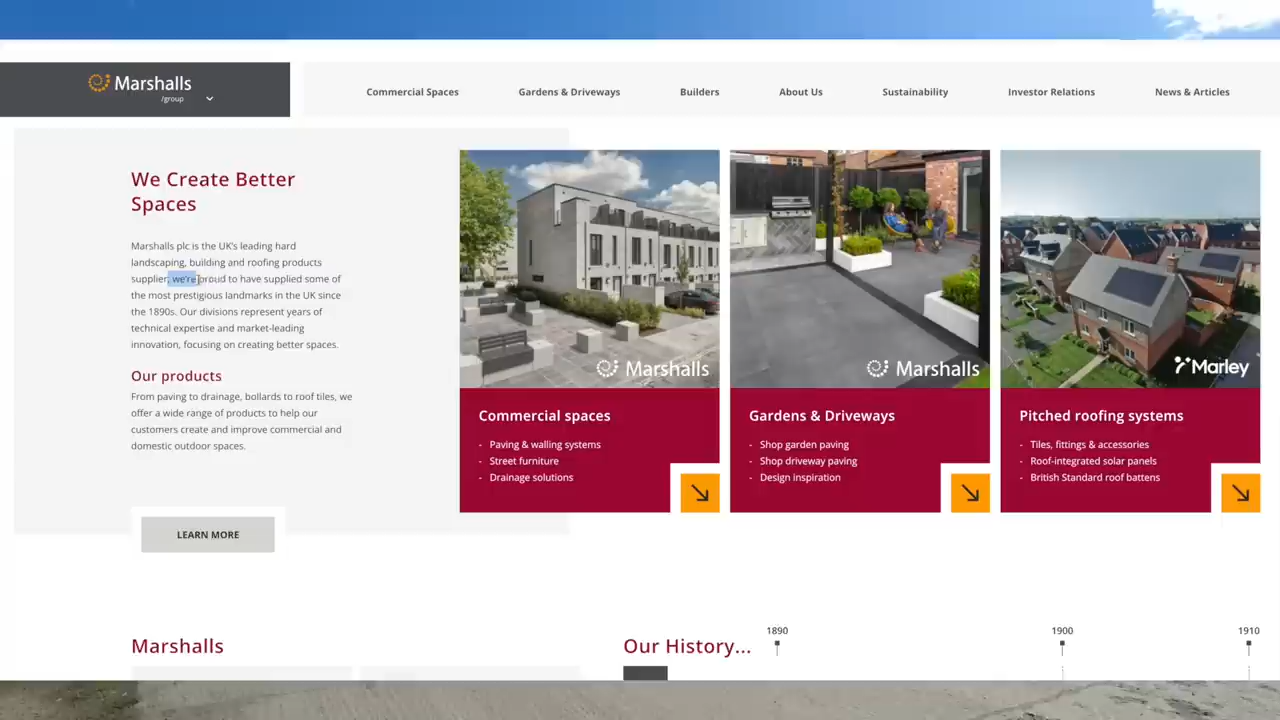 Marshalls
/group
Commercial Spaces
Gardens & Driveways
Builders
About Us
Sustainability
Investor Relations
News & Articles
We Create Better
Spaces
Marshalls plc is the UK's leading hard
landscaping, building and roofing products
supplier; we're proud to have supplied some of
the most prestigious landmarks in the UK since
the 1890s. Our divisions represent years of
technical expertise and market-leading
innovation, focusing on creating better spaces.
Our products
From paving to drainage, bollards to roof tiles, we
offer a wide range of products to help our
customers create and improve commercial and
domestic outdoor spaces.
LEARN MORE
Marshalls
Commercial spaces
- Paving & walling systems
- Street furniture
- Drainage solutions
Marshalls
Gardens & Driveways
- Shop garden paving
- Shop driveway paving
- Design inspiration
Marley
Pitched roofing systems
- Tiles, fittings & accessories
- Roof-integrated solar panels
- British Standard roof battens
Marshalls
Our History...
1890
1900
1910